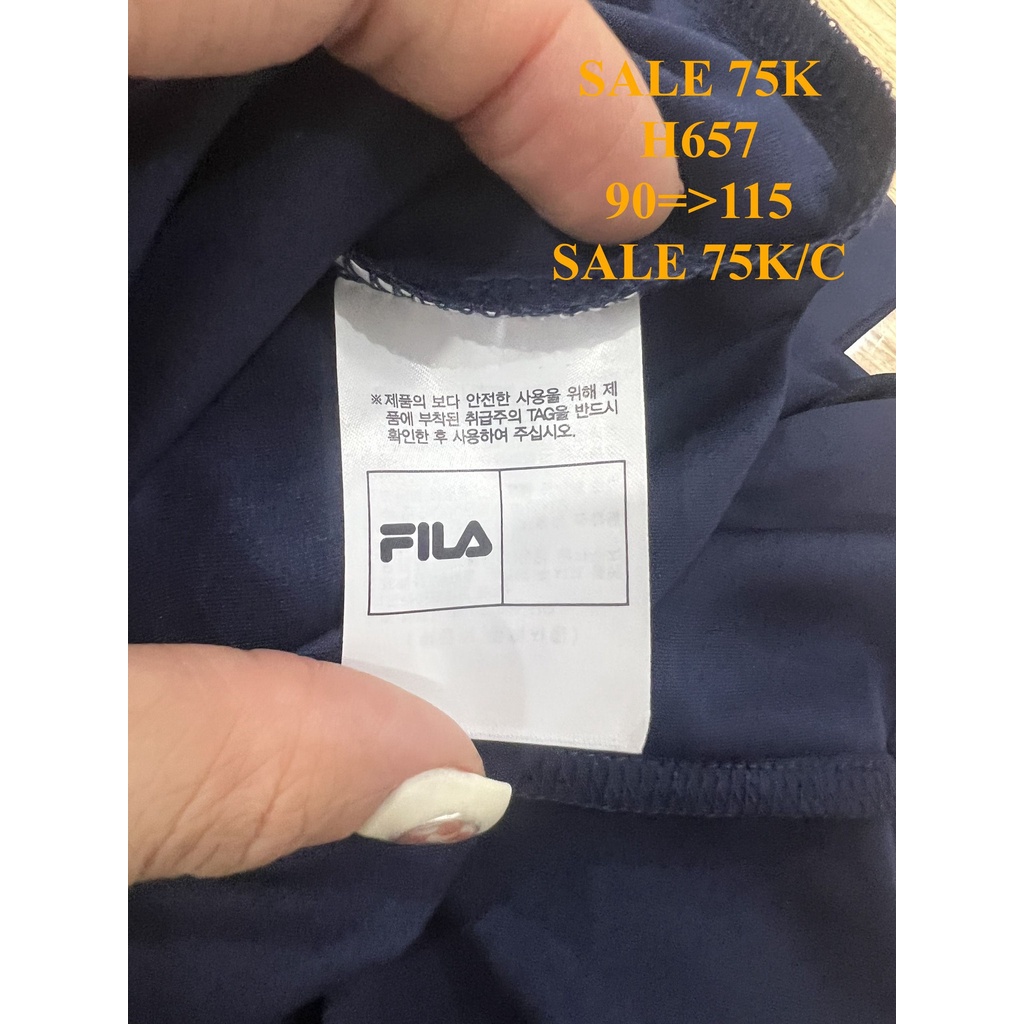 SALE 75K
H657
90=>115
SALE 75K/C
※제품의 보다 안전한 사용을 위해 제
품에 부착된 취급주의 TAG을 반드시
확인한 후 사용하여 주십시오.
FILA